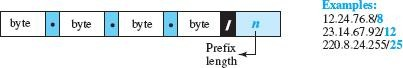 byte • byte • byte • byte / n
Prefix
length
Examples:
12.24.76.8/8
23.14.67.92/12
220.8.24.255/25